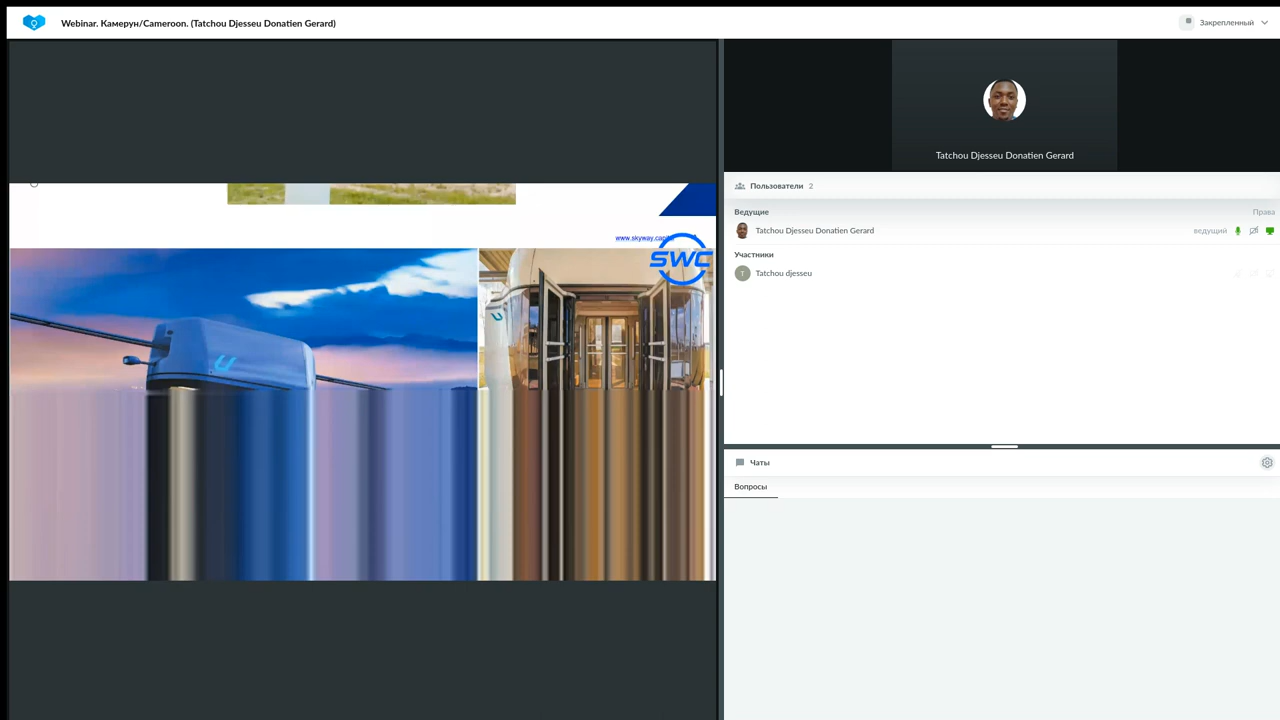 Webinar. Камерун/Cameroon. (Tatchou Djesseu Donatien Gerard)
Закрепленный
Tatchou Djesseu Donatien Gerard
Пользователи 2
Ведущие Права
Tatchou Djesseu Donatien Gerard ведущий
Участники
T Tatchou djesseu
Чаты
Вопросы
SWC